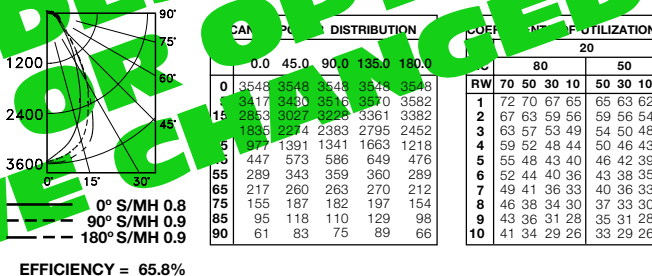 90°
75°
60°
45°
1200
2400
3600
0° 15° 30°
0° S/MH 0.8
90° S/MH 0.9
180° S/MH 0.9
EFFICIENCY = 65.8%
DISTRIBUTION
0.0 45.0 90.0 135.0 180.0
0 3548 3548 3548 3548 3548
3417 3430 3516 3570 3582
15 2853 3027 3228 3361 3382
1835 2274 2383 2795 2452
977 1391 1341 1663 1218
447 573 586 649 476
55 289 343 359 360 289
65 217 260 263 270 212
75 155 187 182 197 154
85 95 118 110 129 98
90 61 83 75 89 66
OF UTILIZATION
20
80 50
RW 70 50 30 10 50 30 10
1 72 70 67 65 65 63 62
2 67 63 59 56 59 56 54
3 63 57 53 49 54 50 48
4 59 52 48 44 50 46 43
5 55 48 43 40 46 42 39
6 52 44 40 36 43 38 35
7 49 41 36 33 40 36 33
8 46 38 34 30 37 33 30
9 43 36 31 28 35 31 28
10 41 34 29 26 33 29 26
OR
CHANGED